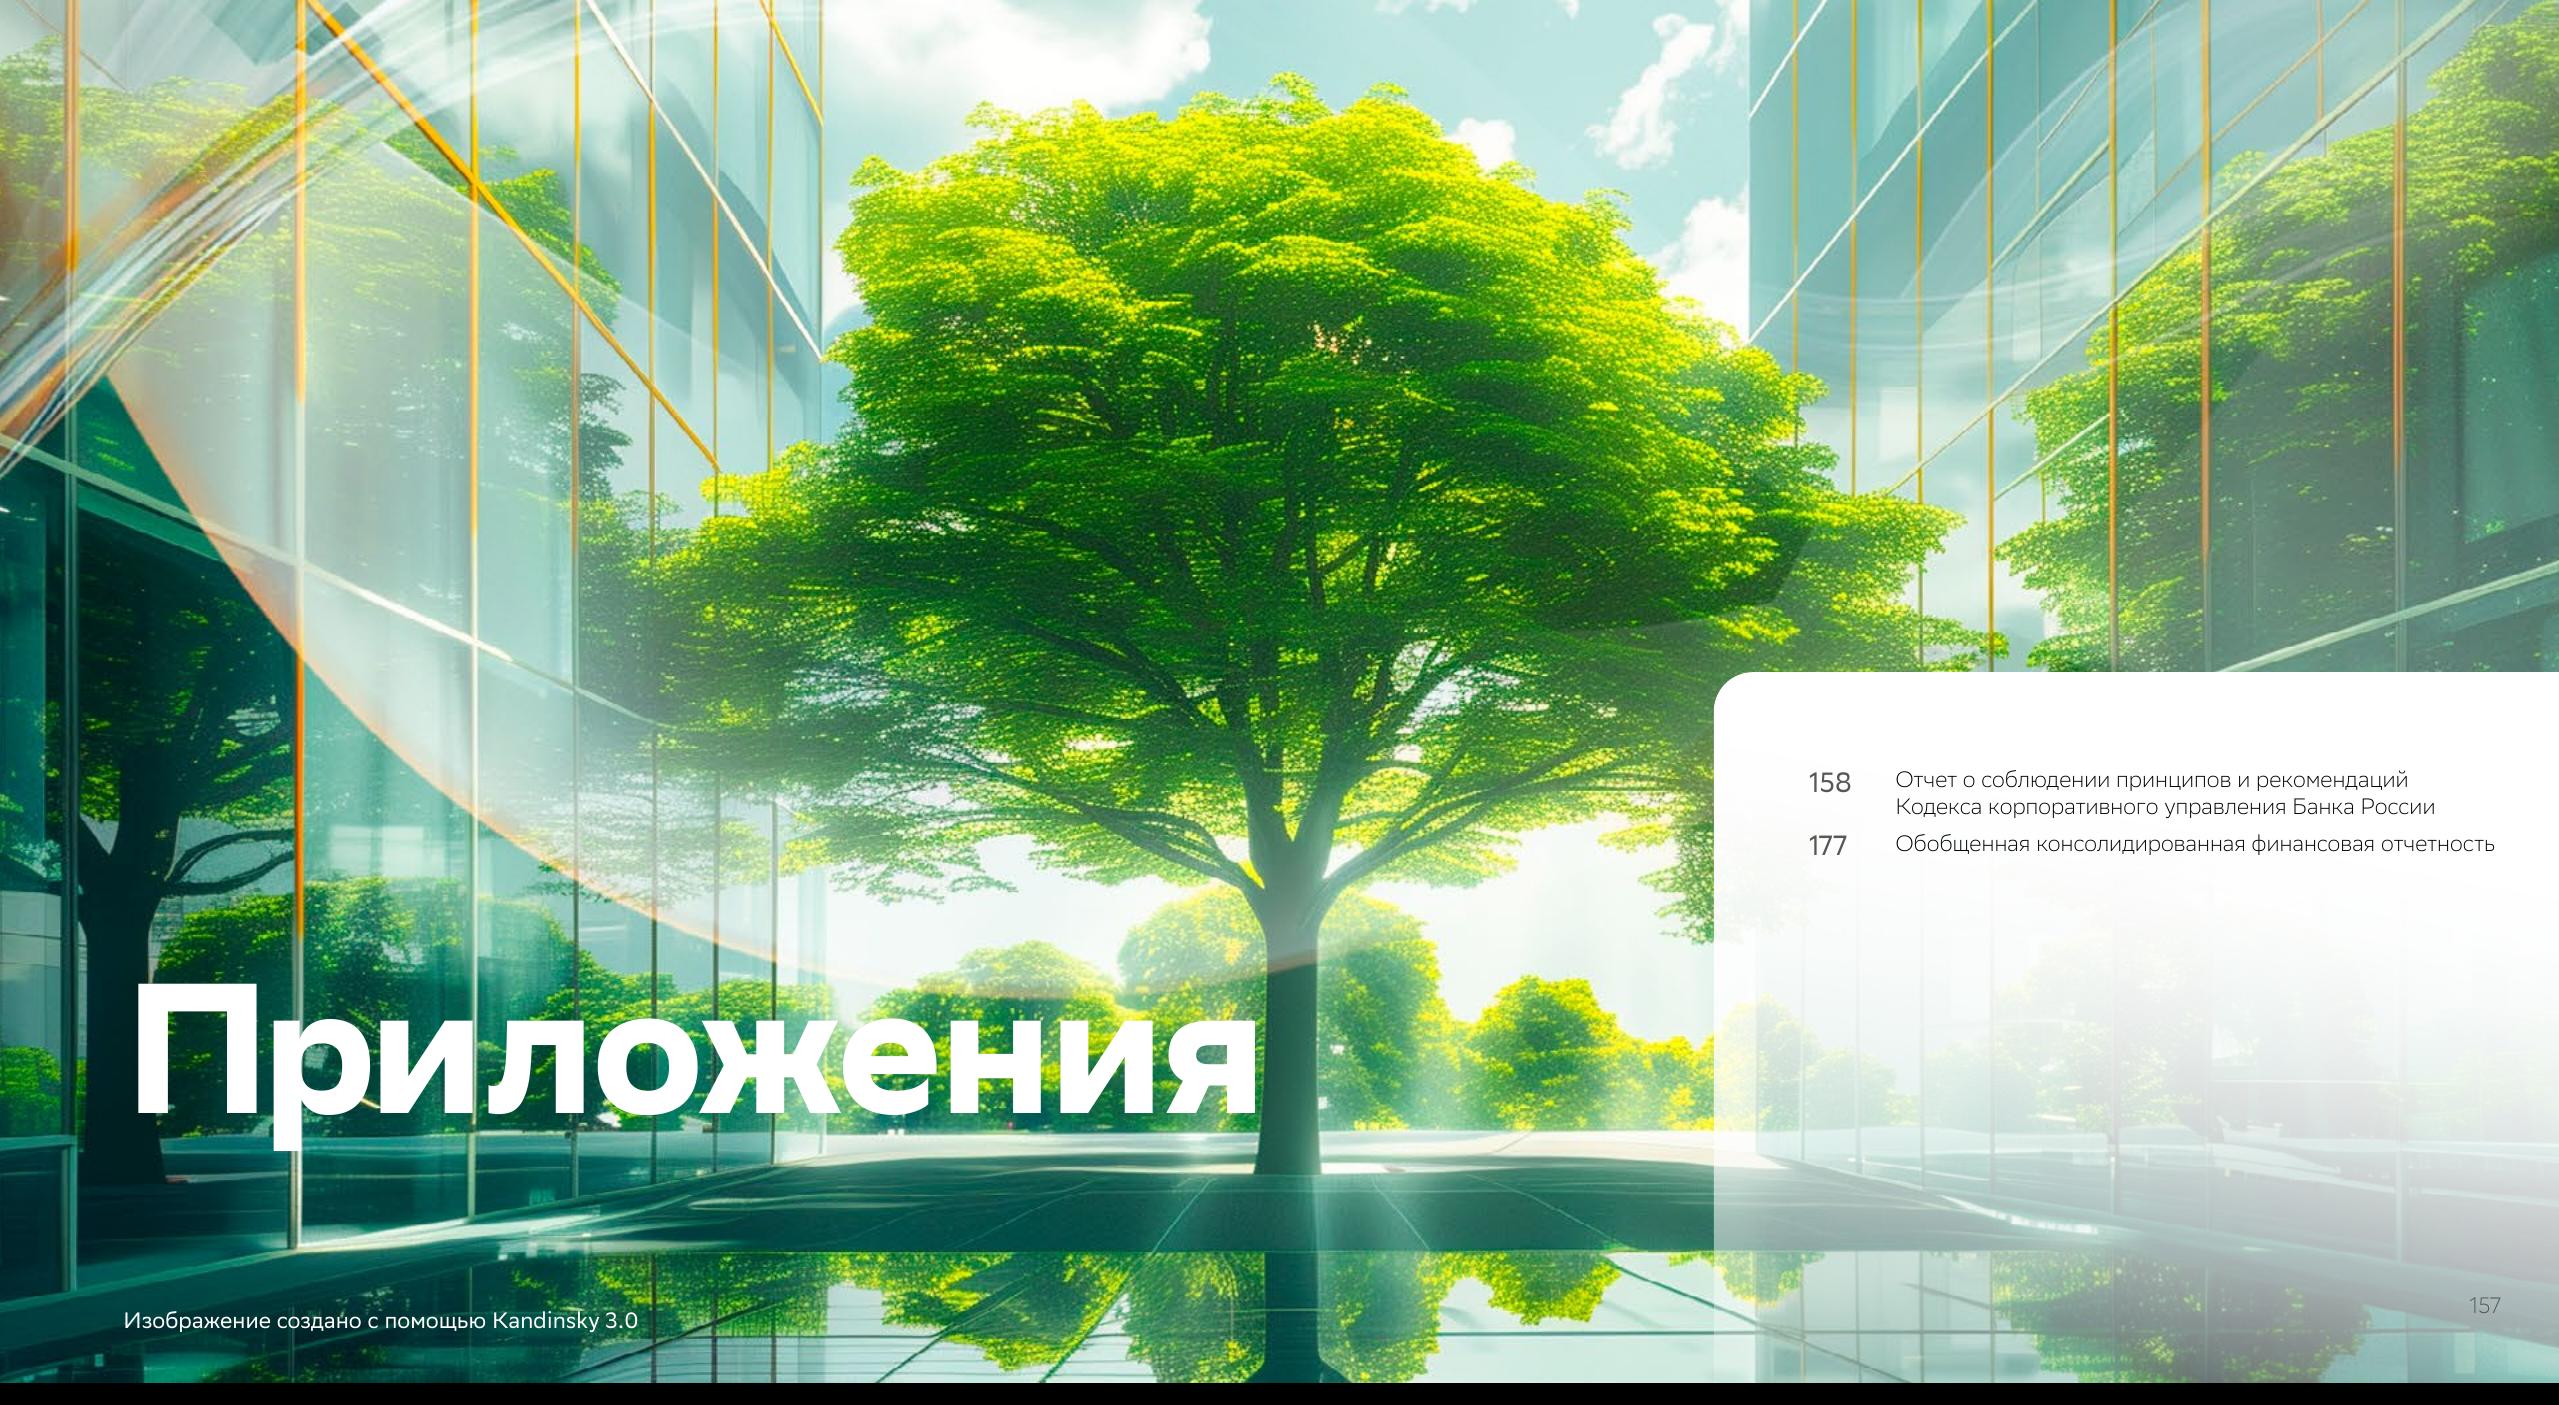 158 Отчет о соблюдении принципов и рекомендаций
Кодекса корпоративного управления Банка России
177 Обобщенная консолидированная финансовая отчетность
Приложения
Изображение создано с помощью Kandinsky 3.0
157